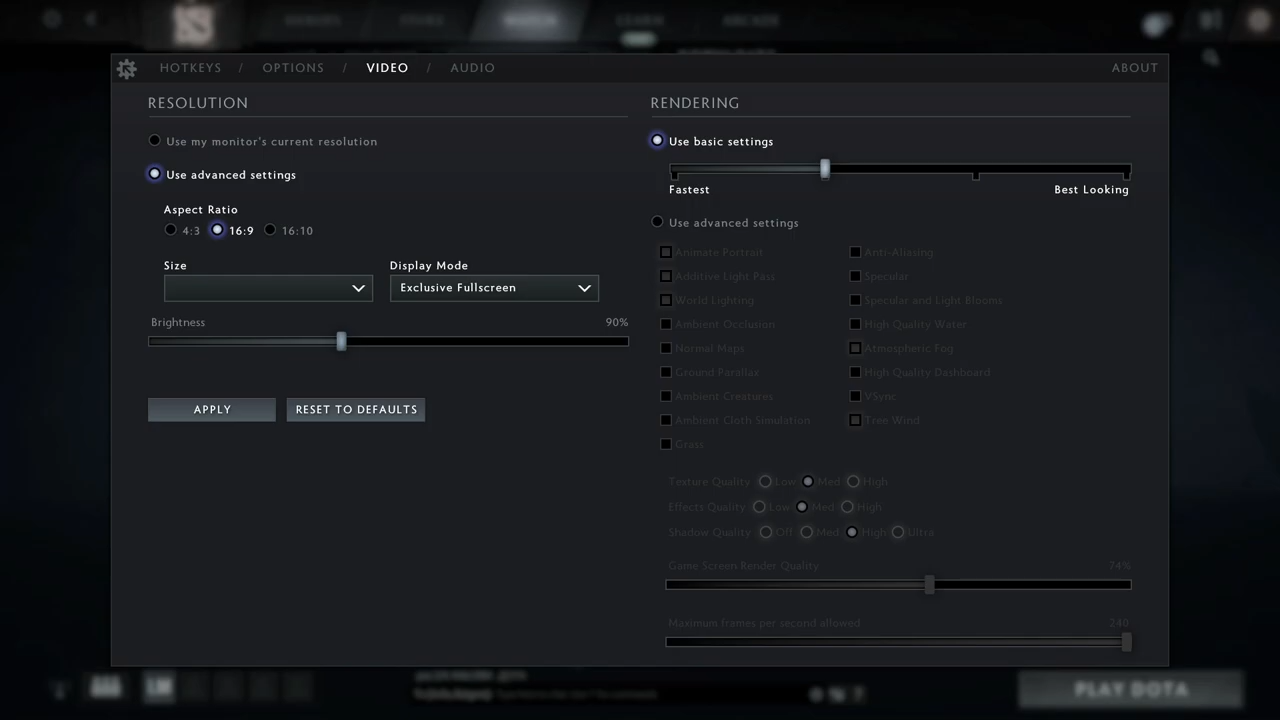 HOTKEYS / OPTIONS / VIDEO / AUDIO ABOUT
RESOLUTION
Use my monitor's current resolution
Use advanced settings
Aspect Ratio
4:3 16:9 16:10
Size Display Mode
Exclusive Fullscreen
Brightness 90%
APPLY RESET TO DEFAULTS
RENDERING
Use basic settings
Fastest Best Looking
Use advanced settings
Animate Portrait Anti-Aliasing
Additive Light Pass Specular
World Lighting Specular and Light Blooms
Ambient Occlusion High Quality Water
Normal Maps Atmospheric Fog
Ground Parallax High Quality Dashboard
Ambient Creatures VSync
Ambient Cloth Simulation Tree Wind
Grass
Texture Quality Low Med High
Effects Quality Low Med High
Shadow Quality Off Med High Ultra
Game Screen Render Quality 74%
Maximum frames per second allowed 240
PLAY DOTA